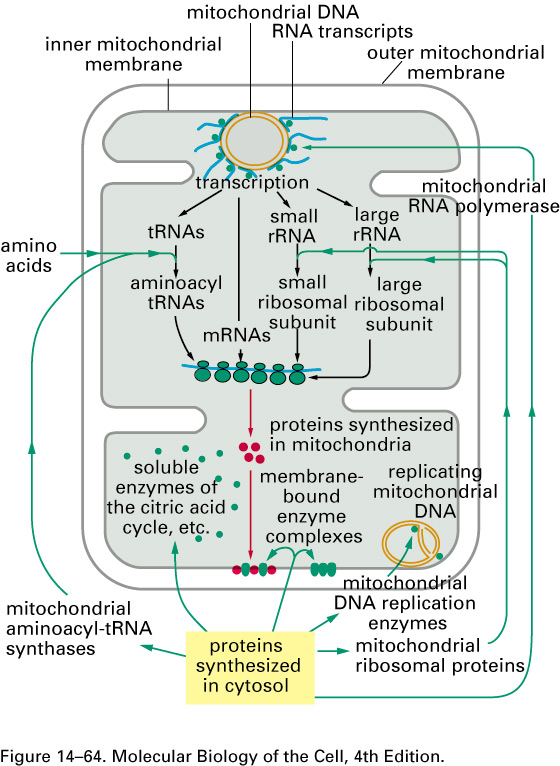 mitochondrial DNA
RNA transcripts
inner mitochondrial
membrane
outer mitochondrial
membrane
transcription
mitochondrial
RNA polymerase
tRNAs
small
rRNA
large
rRNA
amino
acids
aminoacyl
tRNAs
small
ribosomal
subunit
large
ribosomal
subunit
mRNAs
proteins synthesized
in mitochondria
soluble
enzymes of
the citric acid
cycle, etc.
membrane-
bound
enzyme
complexes
replicating
mitochondrial
DNA
mitochondrial
aminoacyl-tRNA
synthases
proteins
synthesized
in cytosol
mitochondrial
DNA replication
enzymes
mitochondrial
ribosomal proteins
Figure 14–64. Molecular Biology of the Cell, 4th Edition.